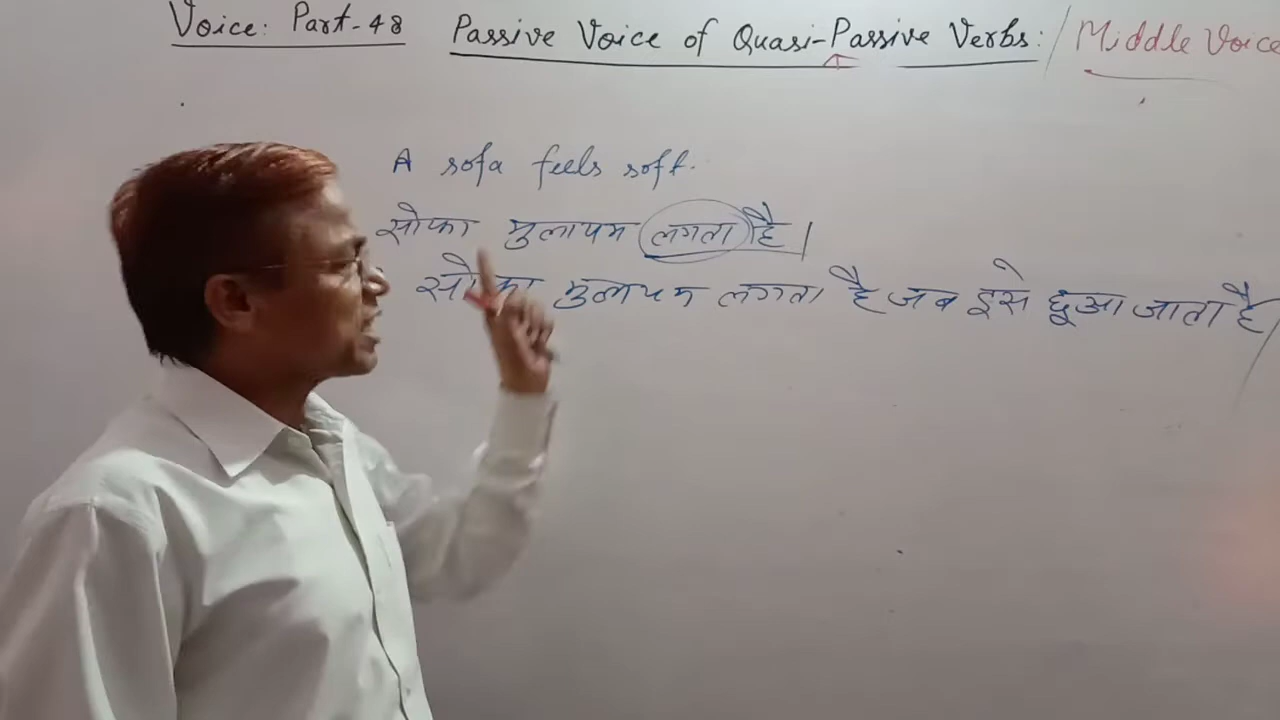 Voice: Part-48 Passive Voice of Quasi-Passive Verbs: / Middle Voice
A sofa feels soft.
सोफा मुलायम लगता है।
सोफा मुलायम लगता है जब इसे छूआ जाता है।